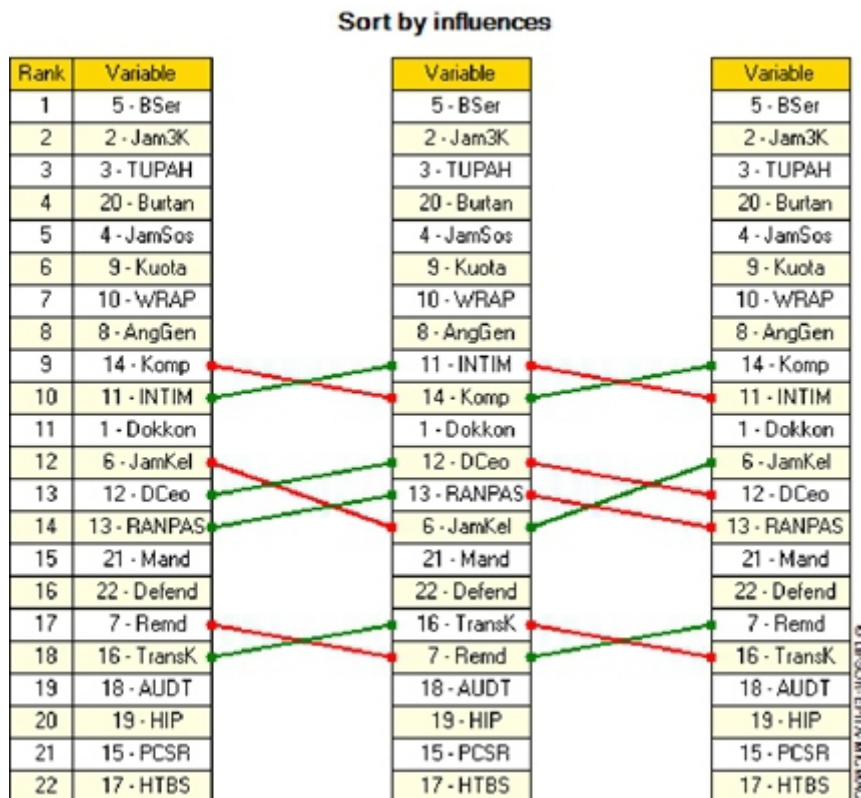 Sort by influences
Rank Variable Variable Variable
1 5 - BSer 5 - BSer 5 - BSer
2 2 - Jam3K 2 - Jam3K 2 - Jam3K
3 3 - TUPAH 3 - TUPAH 3 - TUPAH
4 20 - Burtan 20 - Burtan 20 - Burtan
5 4 - JamSos 4 - JamSos 4 - JamSos
6 9 - Kuota 9 - Kuota 9 - Kuota
7 10 - WRAP 10 - WRAP 10 - WRAP
8 8 - AngGen 8 - AngGen 8 - AngGen
9 14 - Komp 11 - INTIM 14 - Komp
10 11 - INTIM 14 - Komp 11 - INTIM
11 1 - Dokkon 1 - Dokkon 1 - Dokkon
12 6 - JamKel 12 - DCeo 6 - JamKel
13 12 - DCeo 13 - RANPAS 12 - DCeo
14 13 - RANPAS 6 - JamKel 13 - RANPAS
15 21 - Mand 21 - Mand 21 - Mand
16 22 - Defend 22 - Defend 22 - Defend
17 7 - Remd 16 - TransK 7 - Remd
18 16 - TransK 7 - Remd 16 - TransK
19 18 - AUDT 18 - AUDT 18 - AUDT
20 19 - HIP 19 - HIP 19 - HIP
21 15 - PCSR 15 - PCSR 15 - PCSR
22 17 - HTBS 17 - HTBS 17 - HTBS